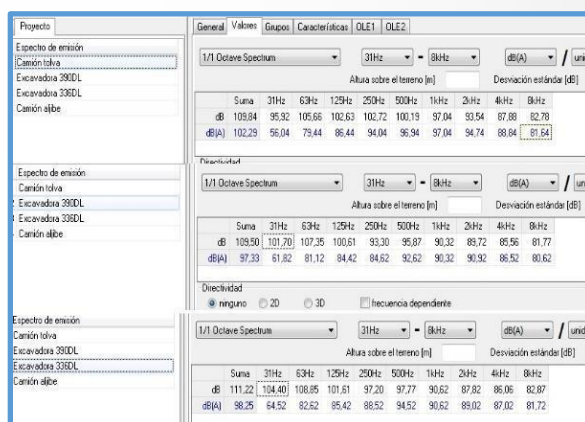 Proyecto
General Valores Grupos Característicos OLE1 OLE2
Espectro de emisión
Camión tolva
Excavadora 390DL
Excavadora 336DL
Camión aljibe
1/1 Octave Spectrum 31Hz - 8kHz dB(A) /
Altura sobre el terreno [m] Desviación estándar [dB]
Suma 31Hz 63Hz 125Hz 250Hz 500Hz 1kHz 2kHz 4kHz 8kHz
dB 109,84 95,92 105,66 102,63 102,72 100,19 97,04 93,54 87,88 82,78
dB(A) 102,29 56,04 79,44 86,44 94,04 96,94 97,04 94,74 88,84 81,64
Directividad
Espectro de emisión
Camión tolva
Excavadora 390DL
Excavadora 336DL
Camión aljibe
1/1 Octave Spectrum 31Hz - 8kHz dB(A) /
Altura sobre el terreno [m] Desviación estándar [dB]
Suma 31Hz 63Hz 125Hz 250Hz 500Hz 1kHz 2kHz 4kHz 8kHz
dB 109,50 101,70 107,35 100,61 93,30 95,87 90,32 89,72 85,56 81,77
dB(A) 97,33 61,82 81,12 84,42 84,62 92,62 90,32 90,92 86,52 80,62
Directividad
ninguno 2D 3D frecuencia dependiente
Espectro de emisión
Camión tolva
Excavadora 390DL
Excavadora 336DL
Camión aljibe
1/1 Octave Spectrum 31Hz - 8kHz dB(A) /
Altura sobre el terreno [m] Desviación estándar [dB]
Suma 31Hz 63Hz 125Hz 250Hz 500Hz 1kHz 2kHz 4kHz 8kHz
dB 111,22 104,40 108,85 101,61 97,20 97,77 90,62 87,82 86,06 82,87
dB(A) 98,25 64,52 82,62 85,42 88,52 94,52 90,62 89,02 87,02 81,72